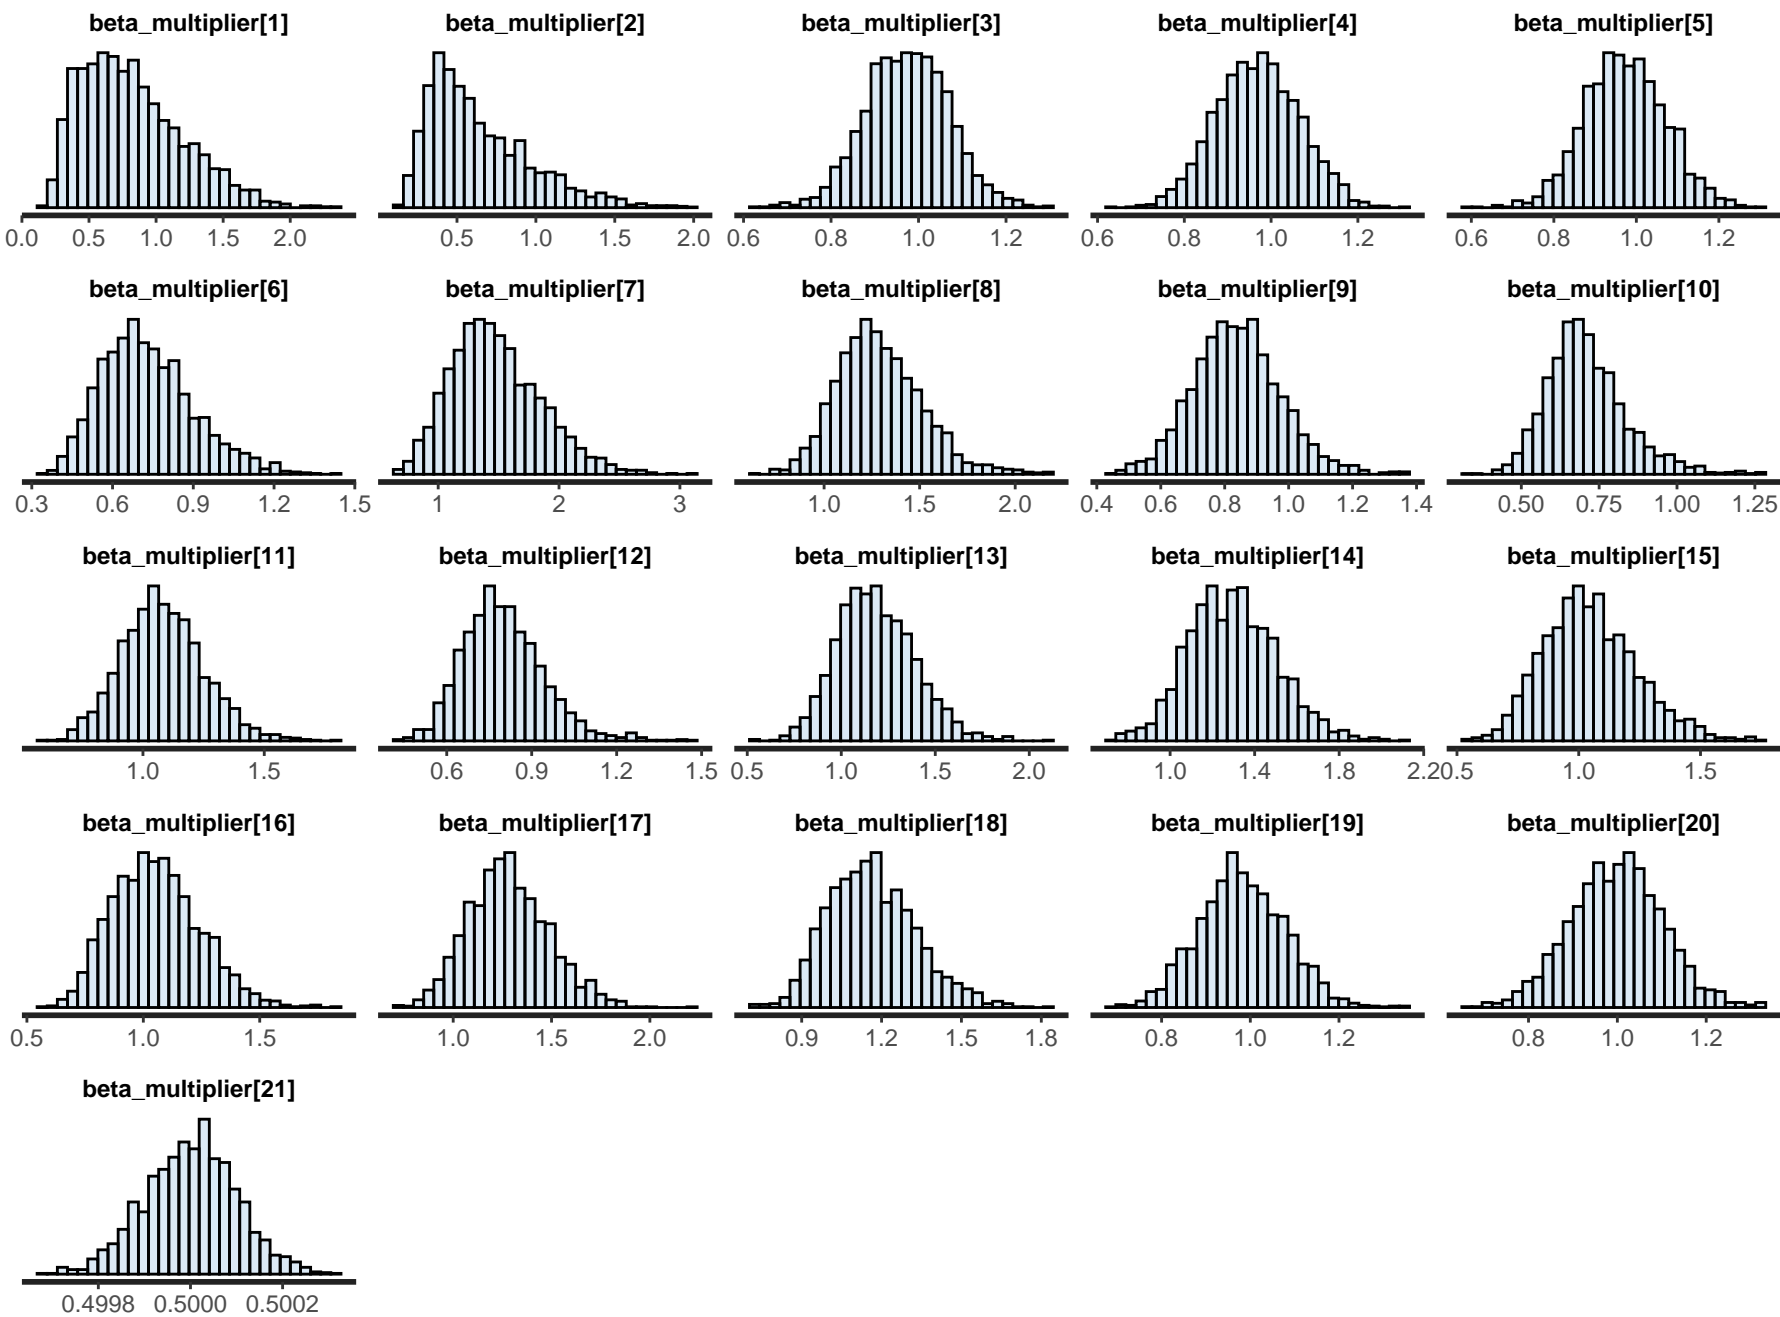 beta_multiplier[1] beta_multiplier[2] beta_multiplier[3] beta_multiplier[4] beta_multiplier[5]
0.0 0.5 1.0 1.5 2.0 0.5 1.0 1.5 2.0 0.6 0.8 1.0 1.2 0.6 0.8 1.0 1.2 0.6 0.8 1.0 1.2
beta_multiplier[6] beta_multiplier[7] beta_multiplier[8] beta_multiplier[9] beta_multiplier[10]
0.3 0.6 0.9 1.2 1.5 1 2 3 1.0 1.5 2.0 0.4 0.6 0.8 1.0 1.2 1.4 0.50 0.75 1.00 1.25
beta_multiplier[11] beta_multiplier[12] beta_multiplier[13] beta_multiplier[14] beta_multiplier[15]
1.0 1.5 0.6 0.9 1.2 1.5 0.5 1.0 1.5 2.0 1.0 1.4 1.8 2.2 0.5 1.0 1.5
beta_multiplier[16] beta_multiplier[17] beta_multiplier[18] beta_multiplier[19] beta_multiplier[20]
0.5 1.0 1.5 1.0 1.5 2.0 0.9 1.2 1.5 1.8 0.8 1.0 1.2 0.8 1.0 1.2
beta_multiplier[21]
0.4998 0.5000 0.5002